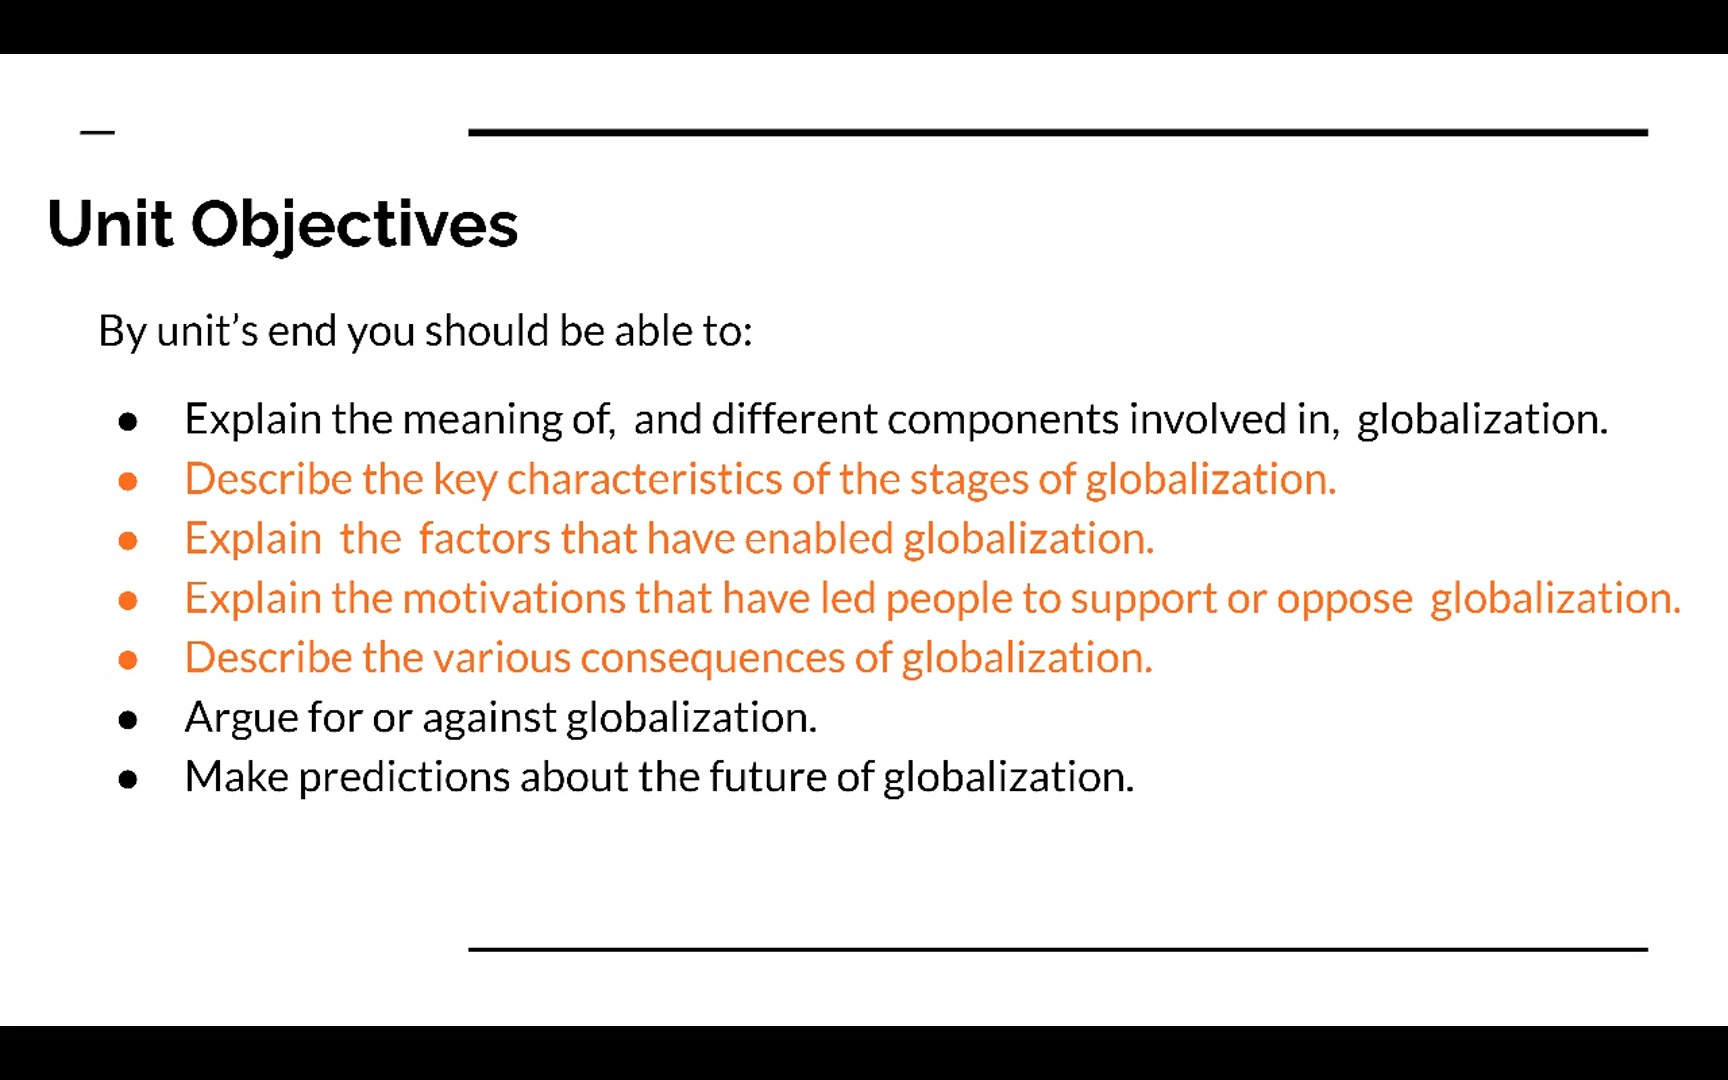 Unit Objectives
By unit’s end you should be able to:
● Explain the meaning of, and different components involved in, globalization.
● Describe the key characteristics of the stages of globalization.
● Explain the factors that have enabled globalization.
● Explain the motivations that have led people to support or oppose globalization.
● Describe the various consequences of globalization.
● Argue for or against globalization.
● Make predictions about the future of globalization.